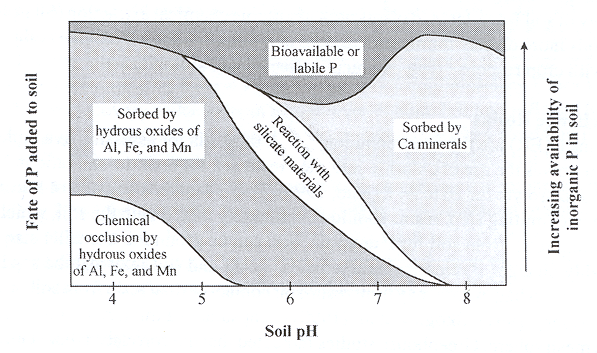 Fate of P added to soil
Bioavailable or
labile P
Sorbed by
hydrous oxides of
Al, Fe, and Mn
Reaction with
silicate materials
Sorbed by
Ca minerals
Chemical
occlusion by
hydrous oxides
of Al, Fe, and Mn
Increasing availability of
inorganic P in soil
4
5
6
7
8
Soil pH